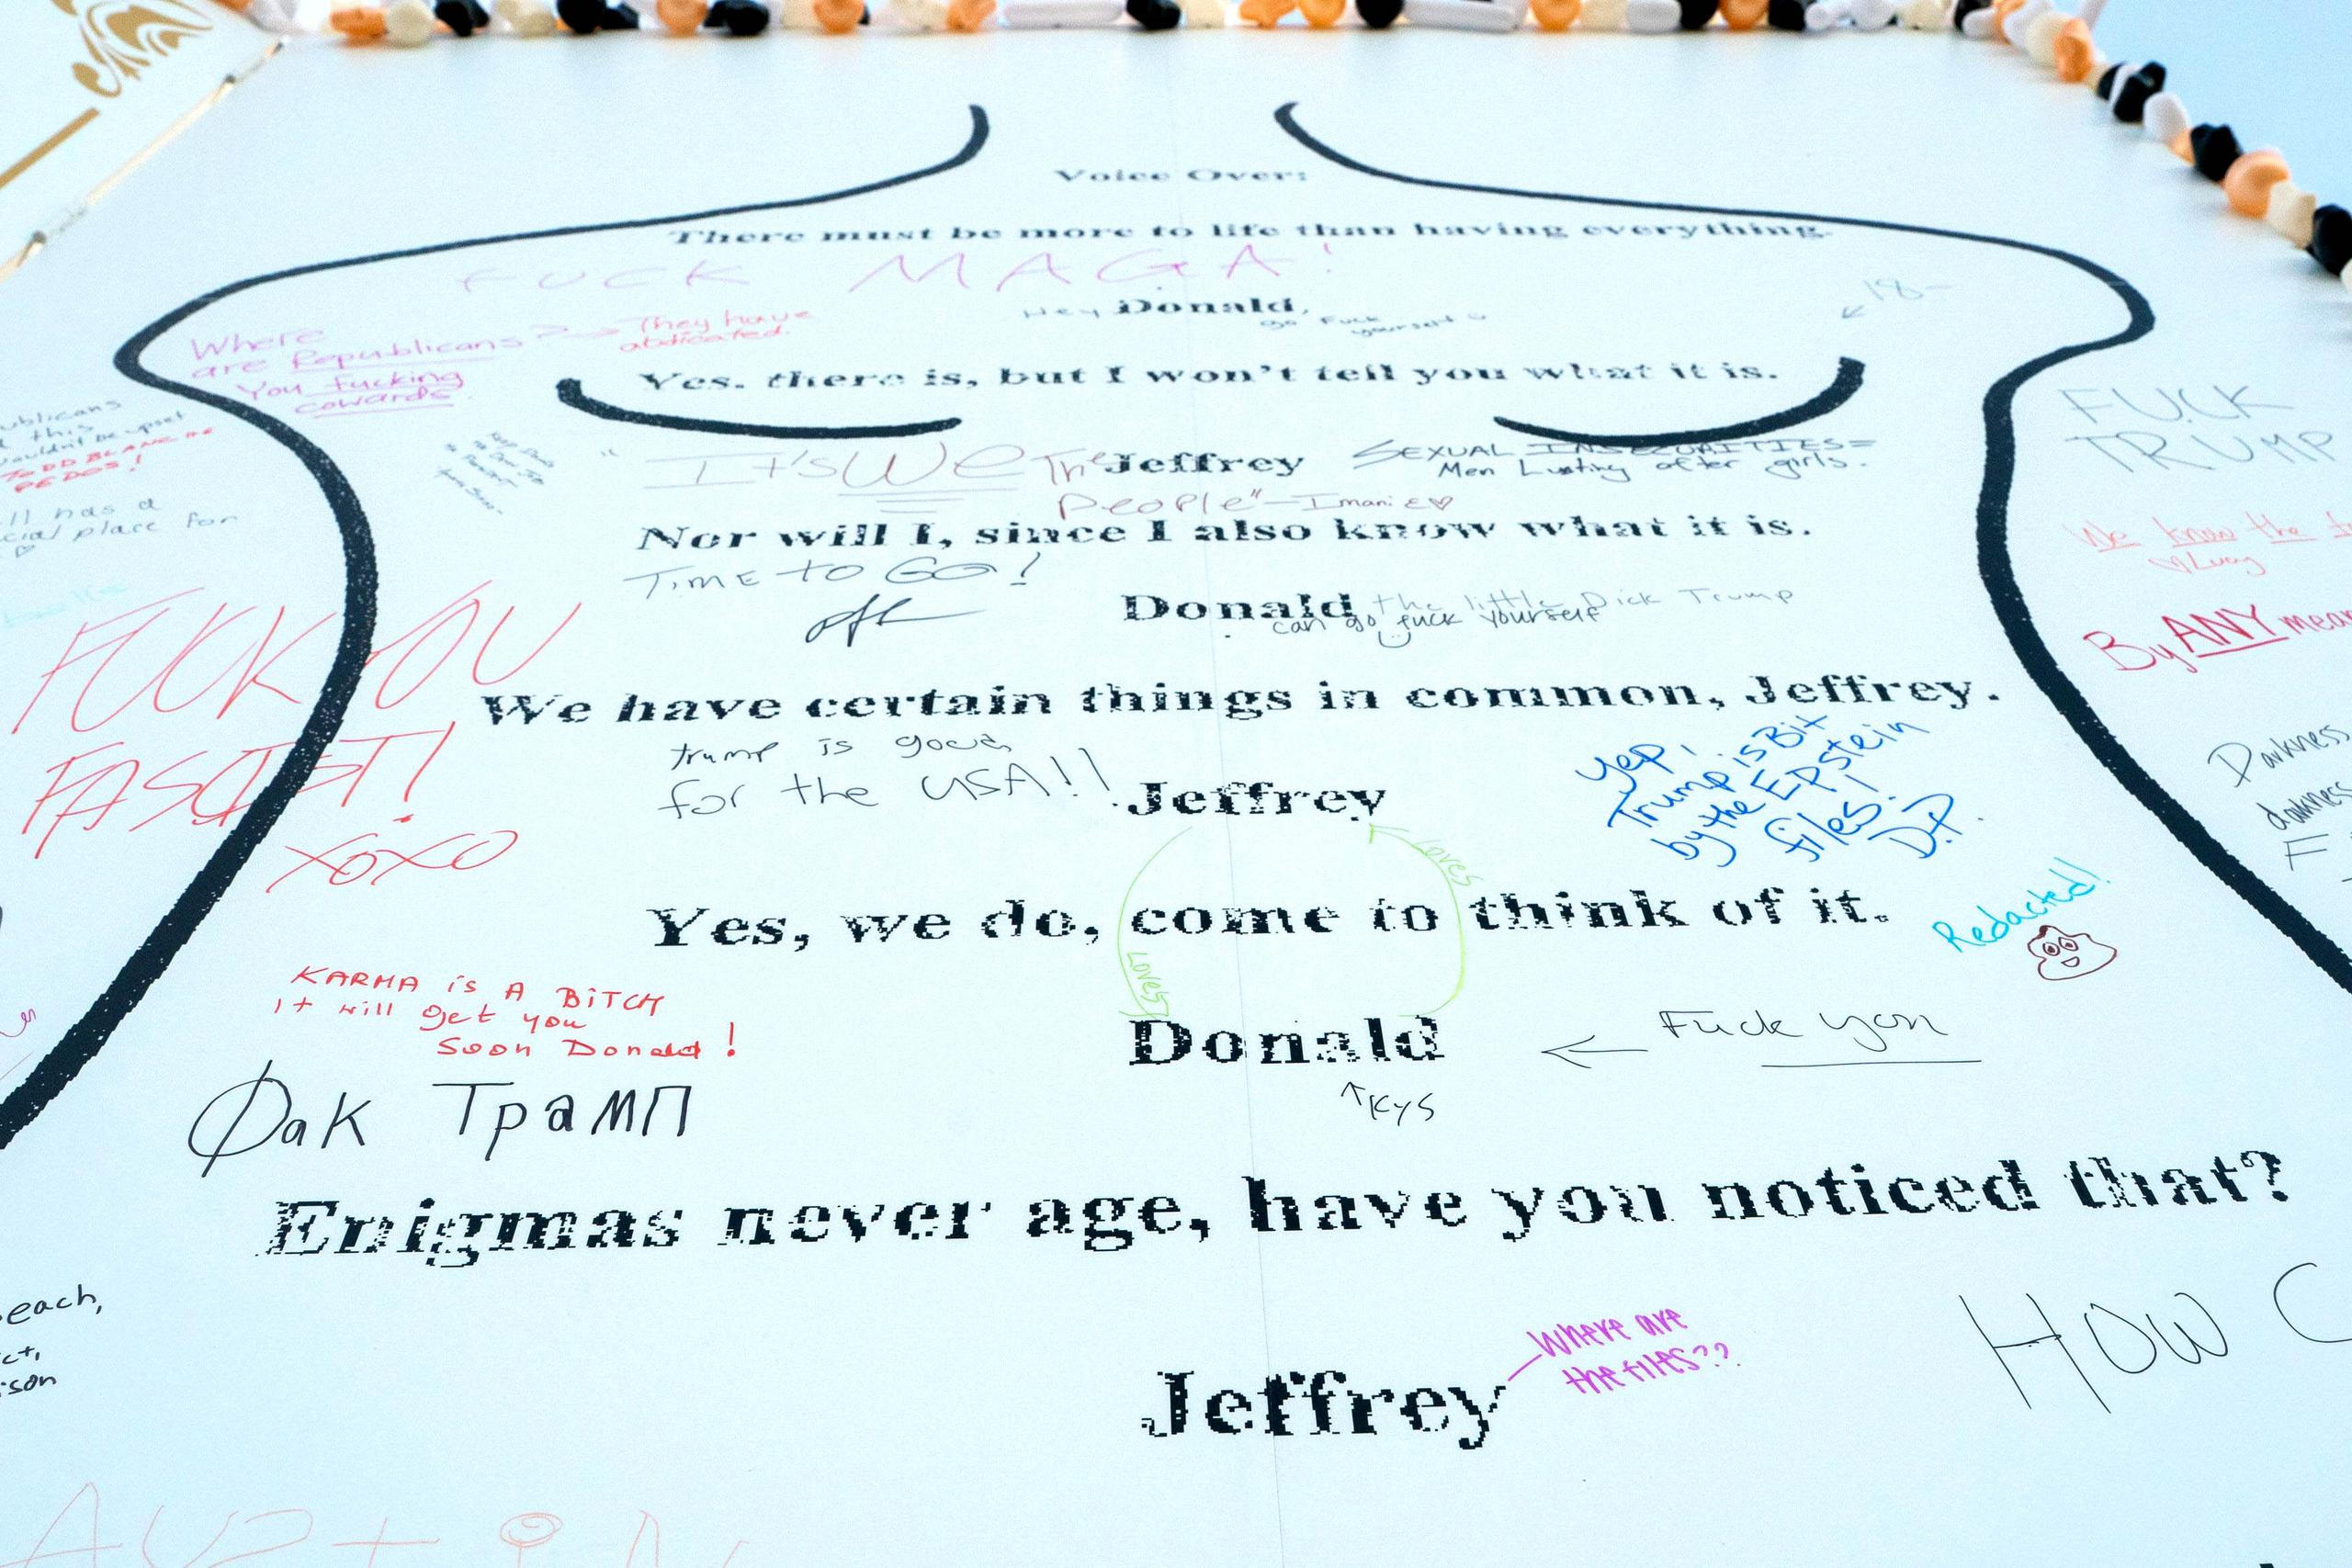 Voice Over:
There must be more to life than having everything.
FUCK MAGA!
Hey Donald, go Fuck yourself
18-
Where are Republicans? → They have abdicated.
You fucking cowards
Yes, there is, but I won't tell you what it is.
FUCK TRUMP
"It's We The Jeffrey
People" - Imani
SEXUAL INSECURITIES=
Men Lusting after girls.
Nor will I, since I also know what it is.
TIME TO GO!
We know the
Lucy
Donald the little Dick Trump
can go fuck yourself
By ANY
FUCK YOU
FASCIST!
XOXO
We have certain things in common, Jeffrey.
trump is good
for the USA!!
Jeffrey
Yep,
Trump is Bit
by the EPstein
files!
D.P.
Darkness
darkness
loves
Yes, we do, come to think of it.
Loves
Redacted!
KARMA is A BITCH
it will get you
Soon Donald!
Donald
← Fuck you
KYS
Фак Трамп
Enigmas never age, have you noticed that?
each,
HOW
Jeffrey
Where are
the files??